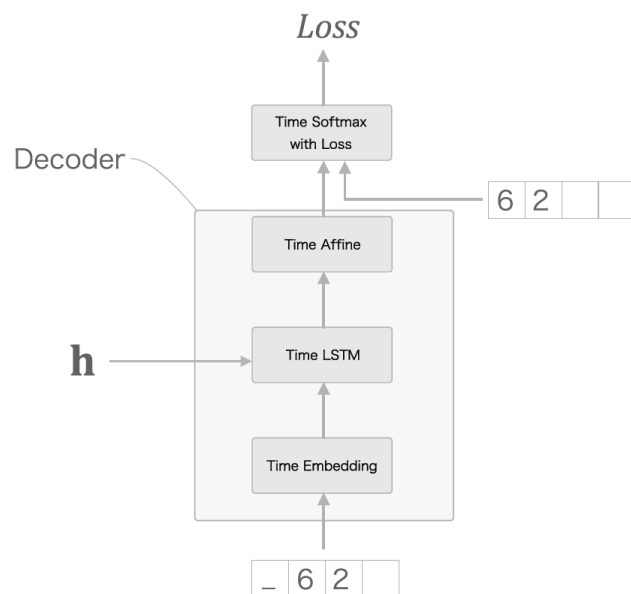 Loss
Time Softmax
with Loss
Decoder
6 2
Time Affine
h
Time LSTM
Time Embedding
_ 6 2